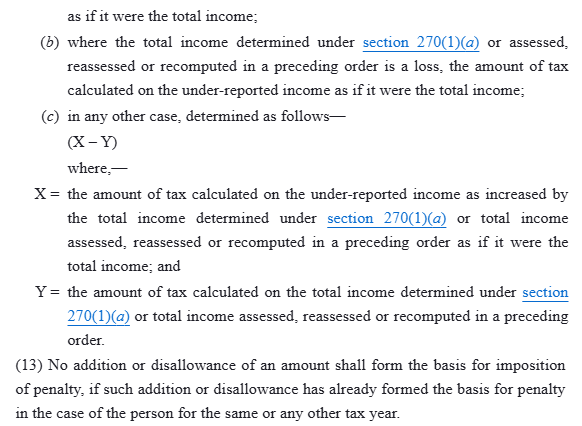 as if it were the total income;
(b) where the total income determined under section 270(1)(a) or assessed,
reassessed or recomputed in a preceding order is a loss, the amount of tax
calculated on the under-reported income as if it were the total income;
(c) in any other case, determined as follows—
(X – Y)
where,—
X = the amount of tax calculated on the under-reported income as increased by
the total income determined under section 270(1)(a) or total income
assessed, reassessed or recomputed in a preceding order as if it were the
total income; and
Y = the amount of tax calculated on the total income determined under section
270(1)(a) or total income assessed, reassessed or recomputed in a preceding
order.
(13) No addition or disallowance of an amount shall form the basis for imposition
of penalty, if such addition or disallowance has already formed the basis for penalty
in the case of the person for the same or any other tax year.